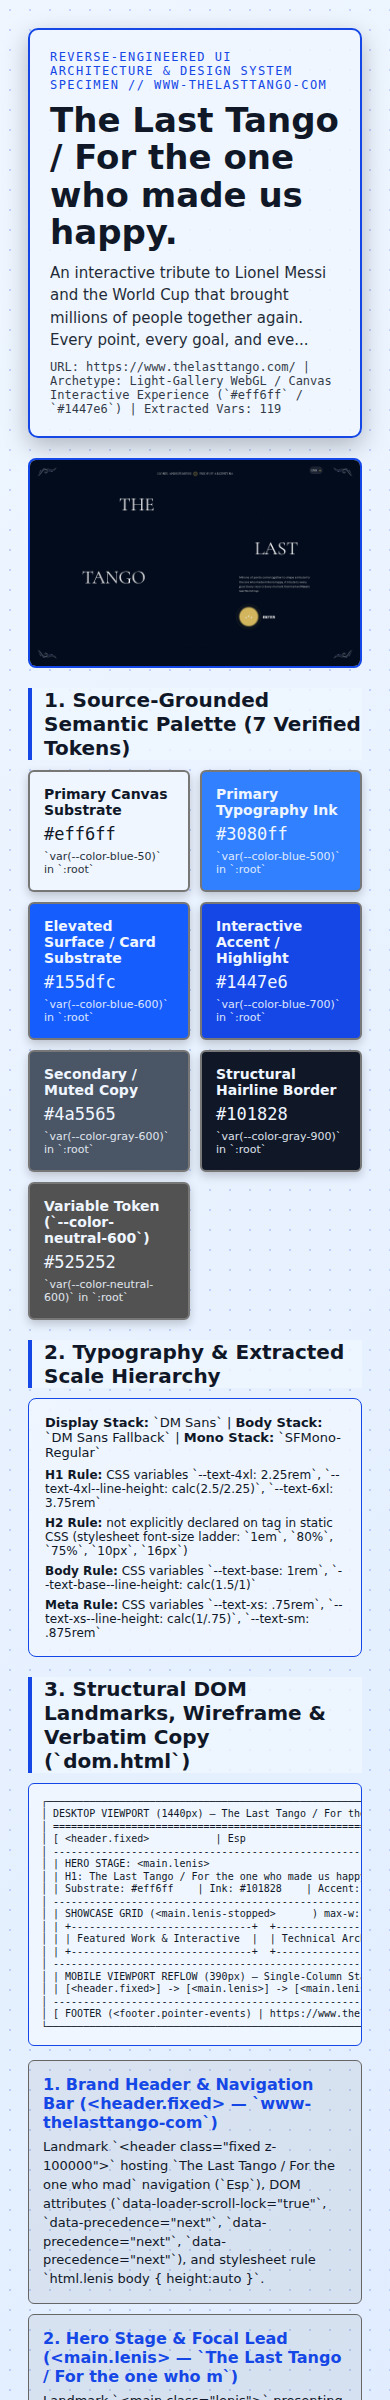 REVERSE-ENGINEERED UI
ARCHITECTURE & DESIGN SYSTEM
SPECIMEN // WWW-THELASTTANGO-COM
The Last Tango
/ For the one
who made us
happy.
An interactive tribute to Lionel Messi
and the World Cup that brought
millions of people together again.
Every point, every goal, and eve...
URL: https://www.thelasttango.com/ |
Archetype: Light-Gallery WebGL / Canvas
Interactive Experience (`#eff6ff` /
`#1447e6`) | Extracted Vars: 119
THE
LAST
TANGO
1. Source-Grounded
Semantic Palette (7 Verified
Tokens)
Primary Canvas
Substrate
#eff6ff
`var(--color-blue-50)`
in `:root`
Primary
Typography Ink
#3080ff
`var(--color-blue-500)`
in `:root`
Elevated
Surface / Card
Substrate
#155dfc
`var(--color-blue-600)`
in `:root`
Interactive
Accent /
Highlight
#1447e6
`var(--color-blue-700)`
in `:root`
Secondary /
Muted Copy
#4a5565
`var(--color-gray-600)`
in `:root`
Structural
Hairline Border
#101828
`var(--color-gray-900)`
in `:root`
Variable Token
(`--color-
neutral-600`)
#525252
`var(--color-neutral-
600)` in `:root`
2. Typography & Extracted
Scale Hierarchy
Display Stack: `DM Sans` | Body Stack:
`DM Sans Fallback` | Mono Stack: `SFMono-
Regular`
H1 Rule: CSS variables `--text-4xl: 2.25rem`, `--
text-4xl--line-height: calc(2.5/2.25)`, `--text-6xl:
3.75rem`
H2 Rule: not explicitly declared on tag in static
CSS (stylesheet font-size ladder: `1em`, `80%`,
`75%`, `10px`, `16px`)
Body Rule: CSS variables `--text-base: 1rem`, `-
-text-base--line-height: calc(1.5/1)`
Meta Rule: CSS variables `--text-xs: .75rem`, `--
text-xs--line-height: calc(1/.75)`, `--text-sm:
.875rem`
3. Structural DOM
Landmarks, Wireframe &
Verbatim Copy
(`dom.html`)
DESKTOP VIEWPORT (1440px) — The Last Tango / For the
[ <header.fixed> | Esp
HERO STAGE: <main.lenis>
| H1: The Last Tango / For the one who made us happ
| Substrate: #eff6ff | Ink: #101828 | Accent:
| SHOWCASE GRID (<main.lenis-stopped> ) max-w:
| | Featured Work & Interactive | | Technical Arc
| MOBILE VIEWPORT REFLOW (390px) — Single-Column St
| [<header.fixed>] -> [<main.lenis>] -> [<main.leni
[ FOOTER (<footer.pointer-events) | https://www.the
1. Brand Header & Navigation
Bar (<header.fixed> — `www-
thelasttango-com`)
Landmark `<header class="fixed z-
100000">` hosting `The Last Tango / For the
one who mad` navigation (`Esp`), DOM
attributes (`data-loader-scroll-lock="true"`,
`data-precedence="next"`, `data-
precedence="next"`, `data-
precedence="next"`), and stylesheet rule
`html.lenis body { height:auto }`.
2. Hero Stage & Focal Lead
(<main.lenis> — `The Last Tango
/ For the one who m`)